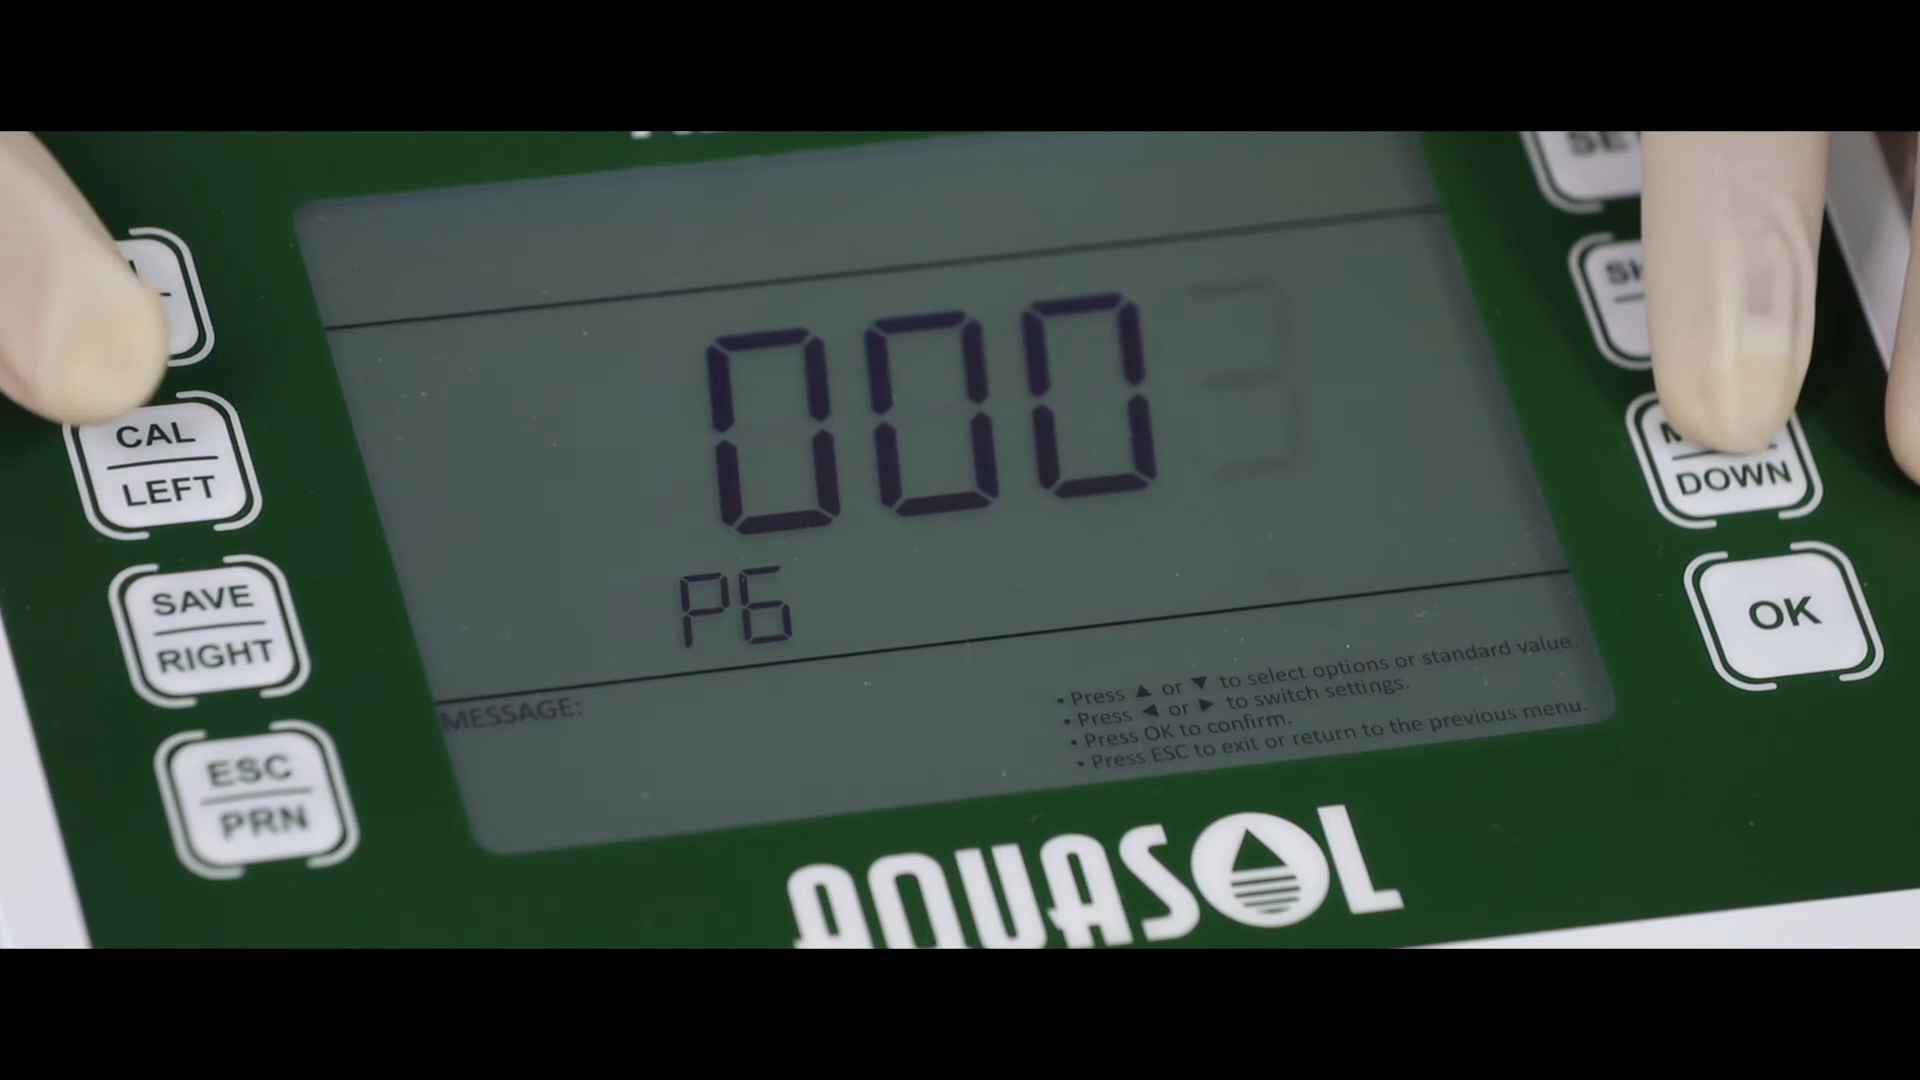 000
P6
MESSAGE:
• Press ▲ or ▼ to select options or standard value.
• Press ◀ or ▶ to switch settings.
• Press OK to confirm.
• Press ESC to exit or return to the previous menu.
CAL
LEFT
SAVE
RIGHT
ESC
PRN
DOWN
OK
AQUASOL